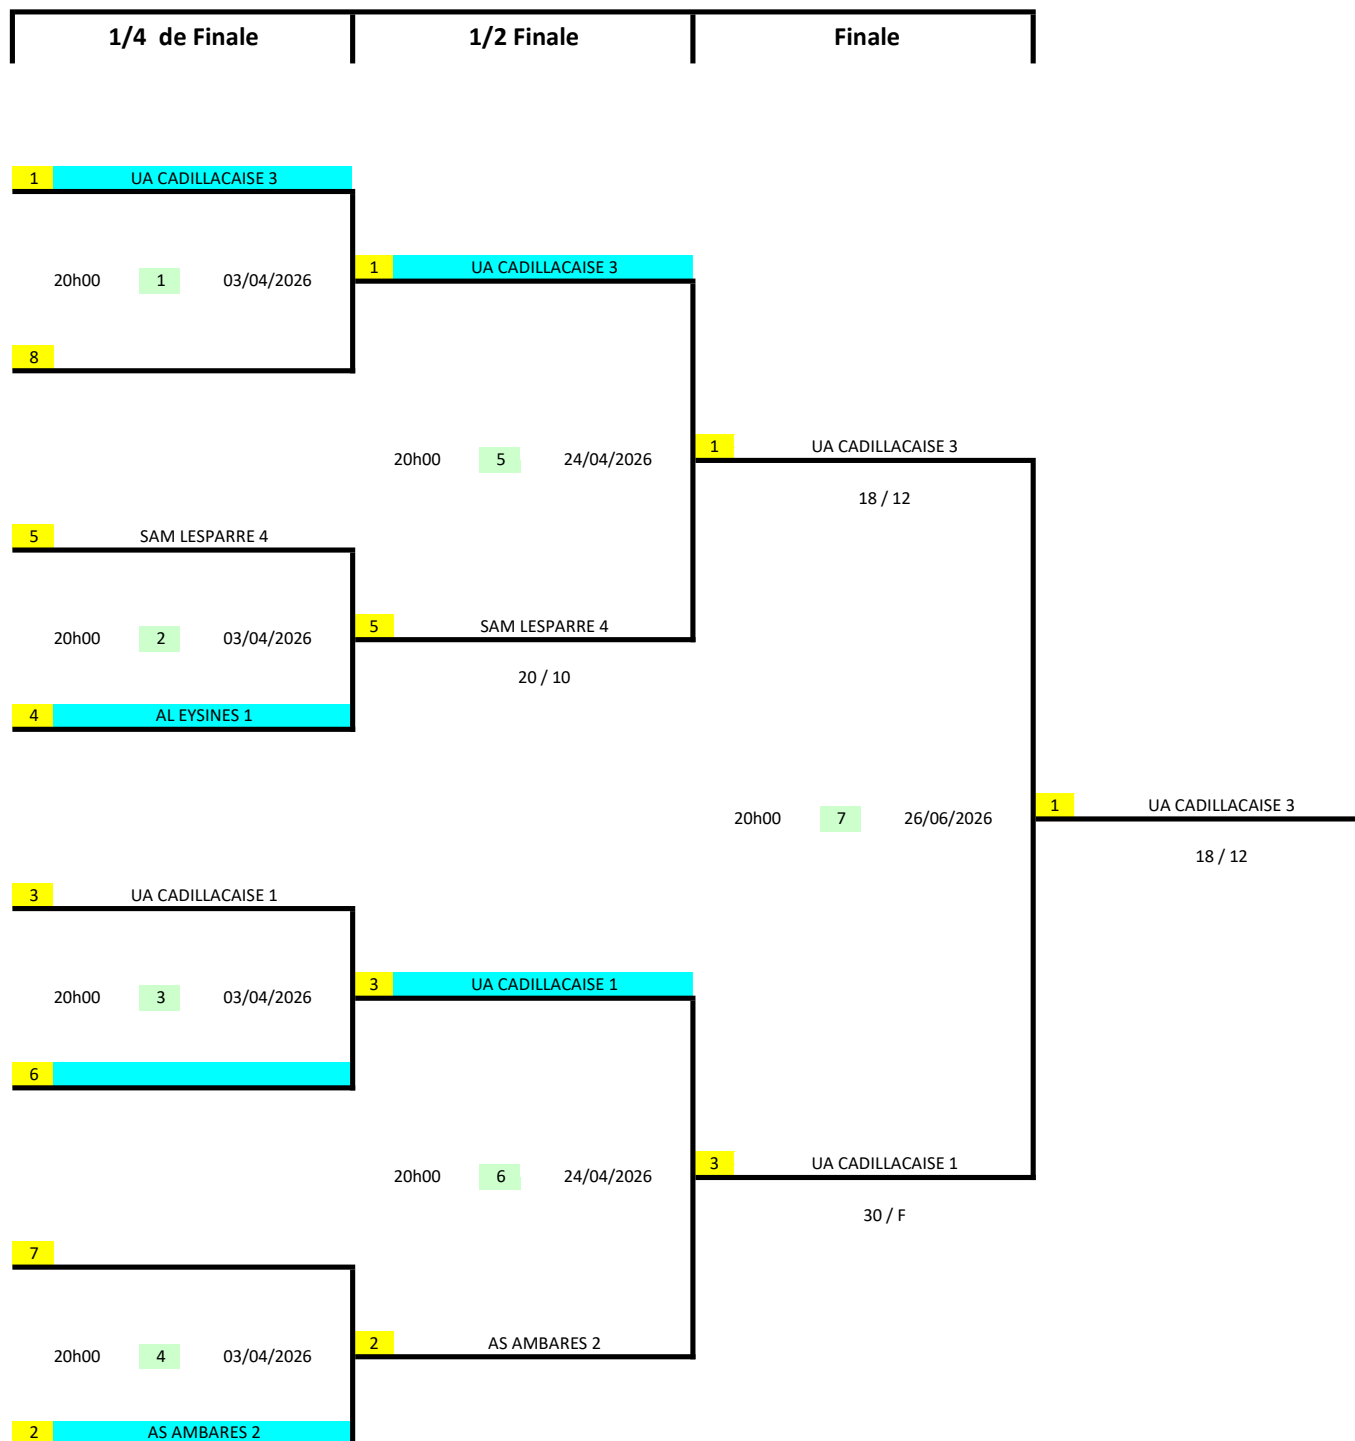 1/4 de Finale 1/2 Finale Finale
1 UA CADILLACAISE 3
1 UA CADILLACAISE 3
20h00 1 03/04/2026
8
1 UA CADILLACAISE 3
20h00 5 24/04/2026
18 / 12
5 SAM LESPARRE 4
5 SAM LESPARRE 4
20h00 2 03/04/2026
20 / 10
4 AL EYSINES 1
1 UA CADILLACAISE 3
20h00 7 26/06/2026
18 / 12
3 UA CADILLACAISE 1
3 UA CADILLACAISE 1
20h00 3 03/04/2026
6
3 UA CADILLACAISE 1
20h00 6 24/04/2026
30 / F
7
2 AS AMBARES 2
20h00 4 03/04/2026
2 AS AMBARES 2